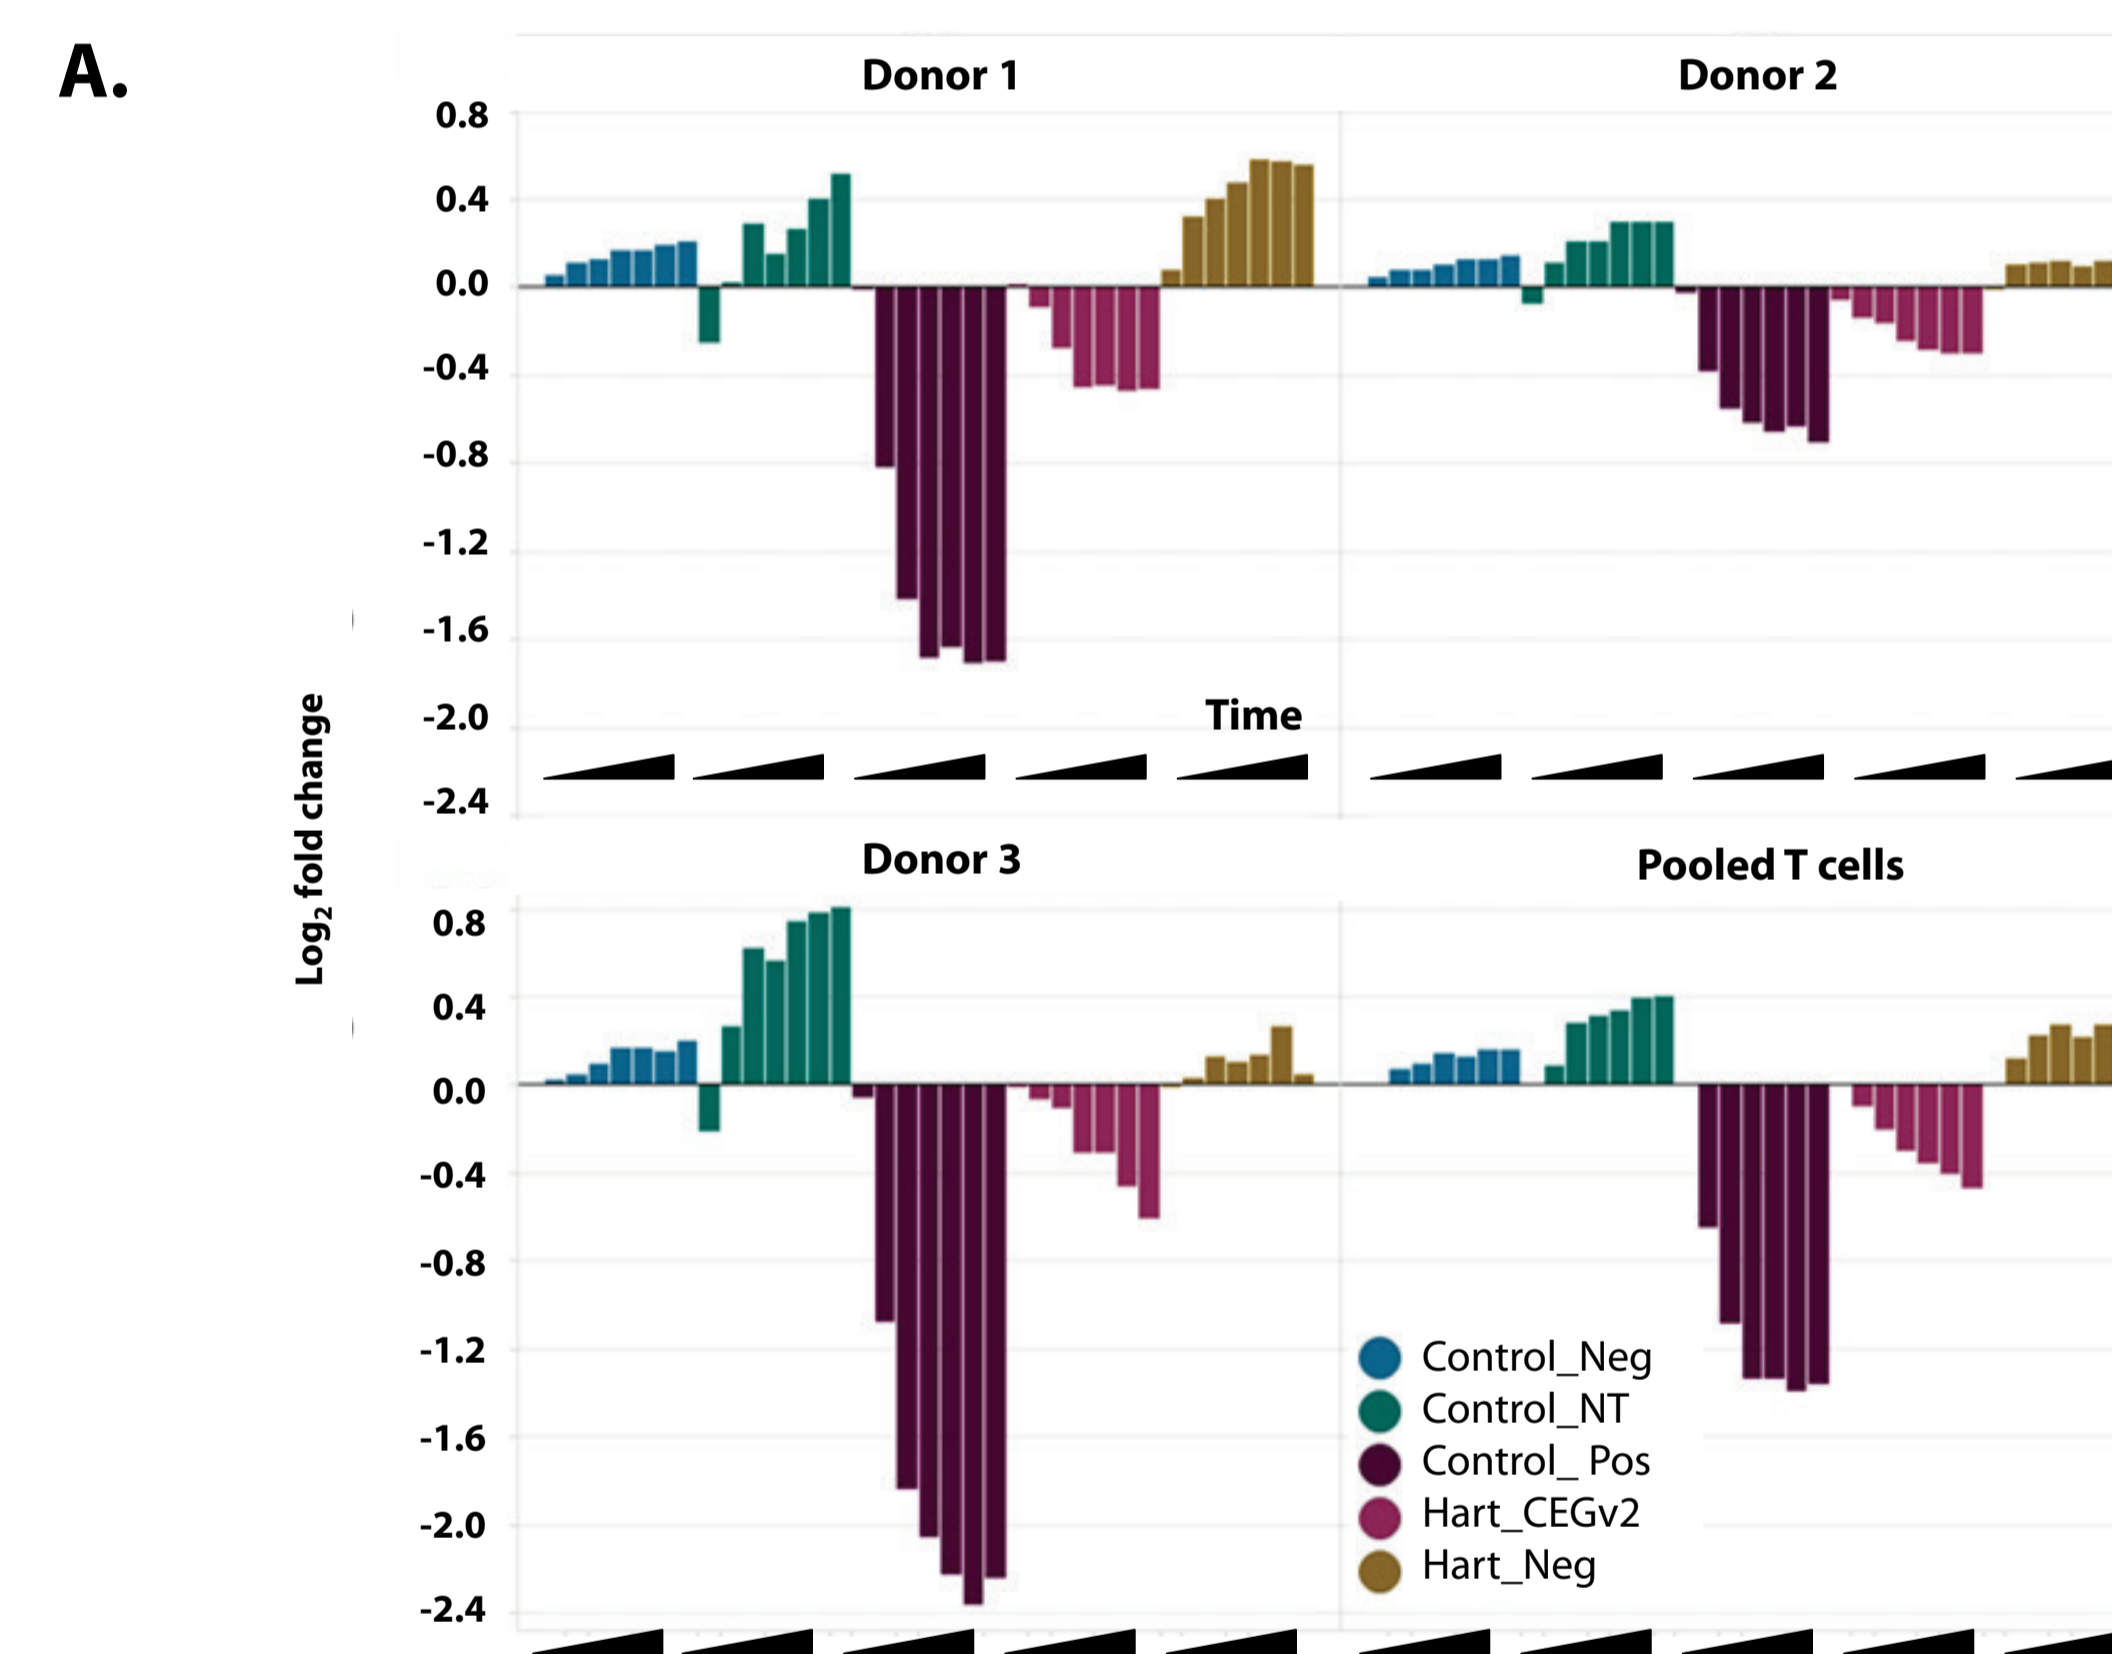 A.
Donor 1
Donor 2
0.8
0.4
0.0
-0.4
-0.8
-1.2
-1.6
-2.0
-2.4
Time
Log₂ fold change
Donor 3
Pooled T cells
0.8
0.4
0.0
-0.4
-0.8
-1.2
-1.6
-2.0
-2.4
Control_Neg
Control_NT
Control_ Pos
Hart_CEGv2
Hart_Neg